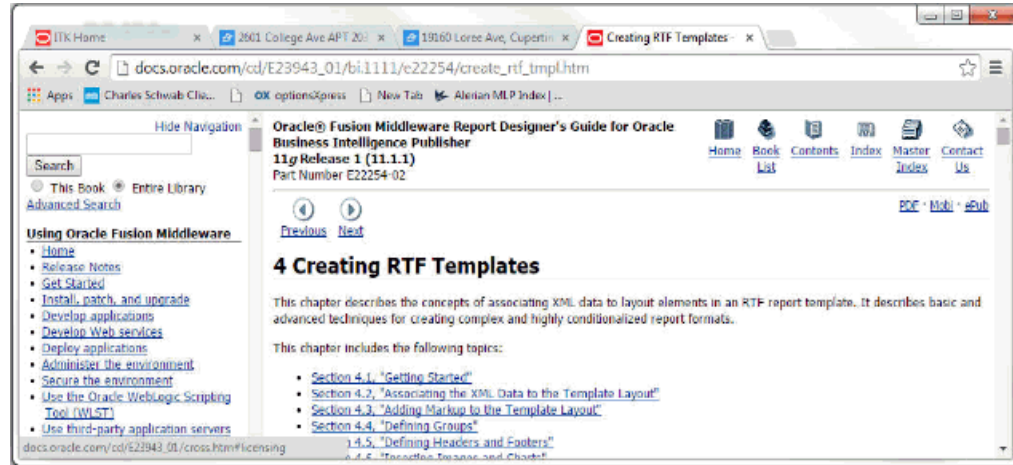 ITK Home
2601 College Ave APT 203
19160 Loree Ave, Cupertin
Creating RTF Templates -
docs.oracle.com/cd/E23943_01/bi.1111/e22254/create_rtf_tmpl.htm
Apps
Charles Schwab Clie...
OX optionsXpress
New Tab
Alerian MLP Index | ...
Hide Navigation
Search
This Book Entire Library
Advanced Search
Using Oracle Fusion Middleware
• Home
• Release Notes
• Get Started
• Install, patch, and upgrade
• Develop applications
• Develop Web services
• Deploy applications
• Administer the environment
• Secure the environment
• Use the Oracle WebLogic Scripting
Tool (WLST)
• Use third-party application servers
docs.oracle.com/cd/E23943_01/cross.htm#licensing
Oracle® Fusion Middleware Report Designer's Guide for Oracle
Business Intelligence Publisher
11g Release 1 (11.1.1)
Part Number E22254-02
Home
Book
List
Contents
Index
Master
Index
Contact
Us
Previous Next
PDF · Mobi · ePub
4 Creating RTF Templates
This chapter describes the concepts of associating XML data to layout elements in an RTF report template. It describes basic and
advanced techniques for creating complex and highly conditionalized report formats.
This chapter includes the following topics:
• Section 4.1, "Getting Started"
• Section 4.2, "Associating the XML Data to the Template Layout"
• Section 4.3, "Adding Markup to the Template Layout"
• Section 4.4, "Defining Groups"
4.5, "Defining Headers and Footers"
4.6, "Inserting Images and Charts"